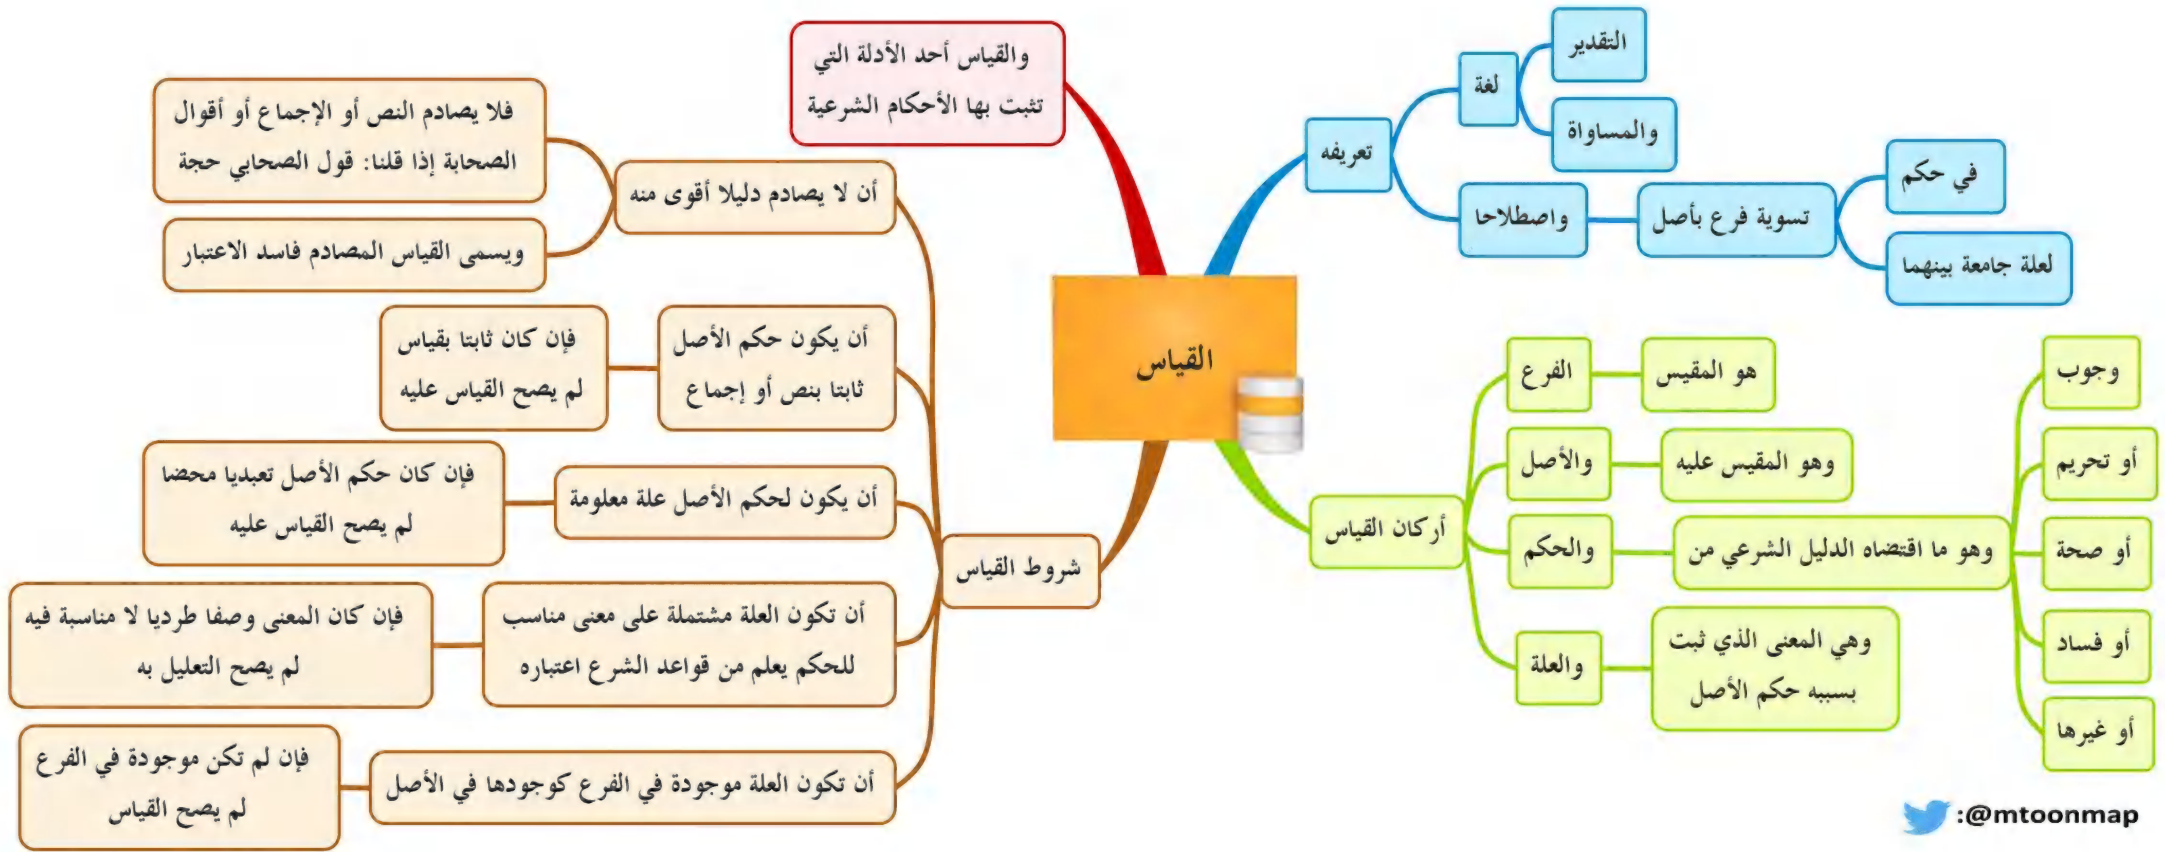 القياس
تعريفه
لغة
التقدير
والمساواة
واصطلاحا
تسوية فرع بأصل
في حكم
لعلة جامعة بينهما
أركان القياس
الفرع
هو المقيس
والأصل
وهو المقيس عليه
والحكم
وهو ما اقتضاه الدليل الشرعي من
وجوب
أو تحريم
أو صحة
أو فساد
أو غيرها
والعلة
وهي المعنى الذي ثبت
بسببه حكم الأصل
والقياس أحد الأدلة التي
تثبت بها الأحكام الشرعية
شروط القياس
أن لا يصادم دليلا أقوى منه
فلا يصادم النص أو الإجماع أو أقوال
الصحابة إذا قلنا: قول الصحابي حجة
ويسمى القياس المصادم فاسد الاعتبار
أن يكون حكم الأصل
ثابتا بنص أو إجماع
فإن كان ثابتا بقياس
لم يصح القياس عليه
أن يكون لحكم الأصل علة معلومة
فإن كان حكم الأصل تعبديا محضا
لم يصح القياس عليه
أن تكون العلة مشتملة على معنى مناسب
للحكم يعلم من قواعد الشرع اعتباره
فإن كان المعنى وصفا طرديا لا مناسبة فيه
لم يصح التعليل به
أن تكون العلة موجودة في الفرع كوجودها في الأصل
فإن لم تكن موجودة في الفرع
لم يصح القياس
:@mtoonmap